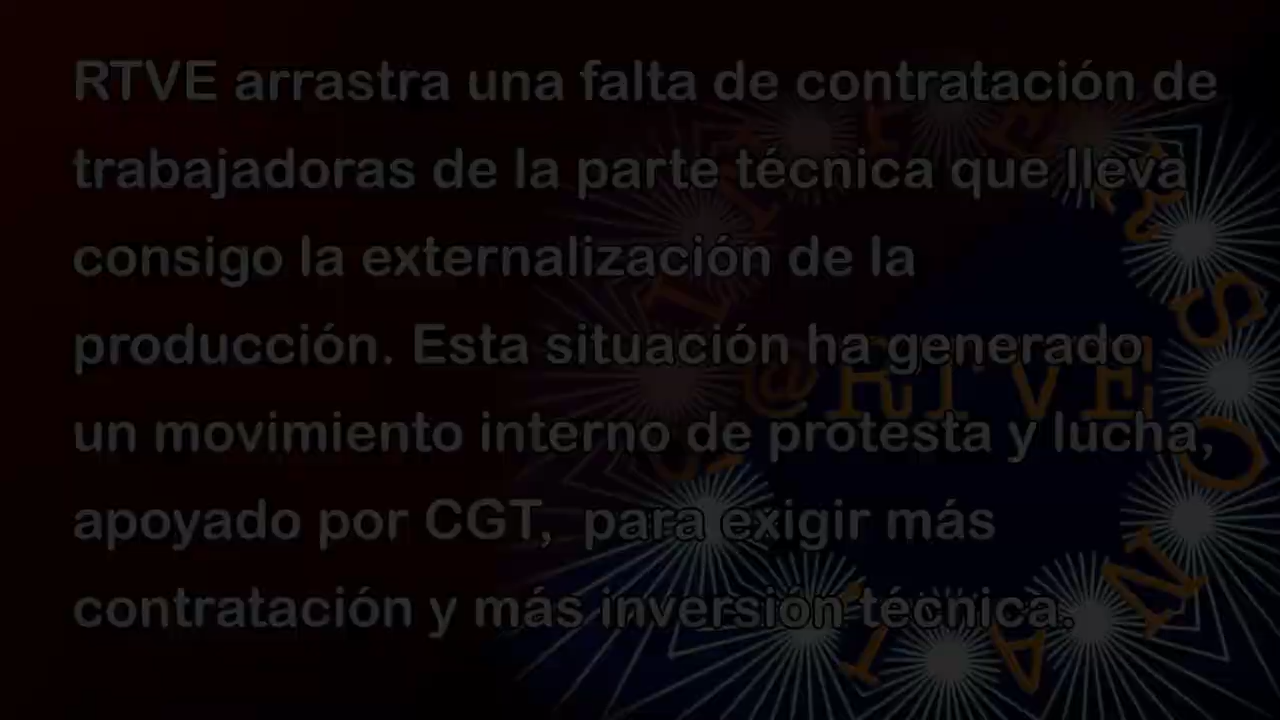 RTVE arrastra una falta de contratación de
trabajadoras de la parte técnica que lleva
consigo la externalización de la
producción. Esta situación ha generado
un movimiento interno de protesta y lucha,
apoyado por CGT, para exigir más
contratación y más inversión técnica.
@RTVE